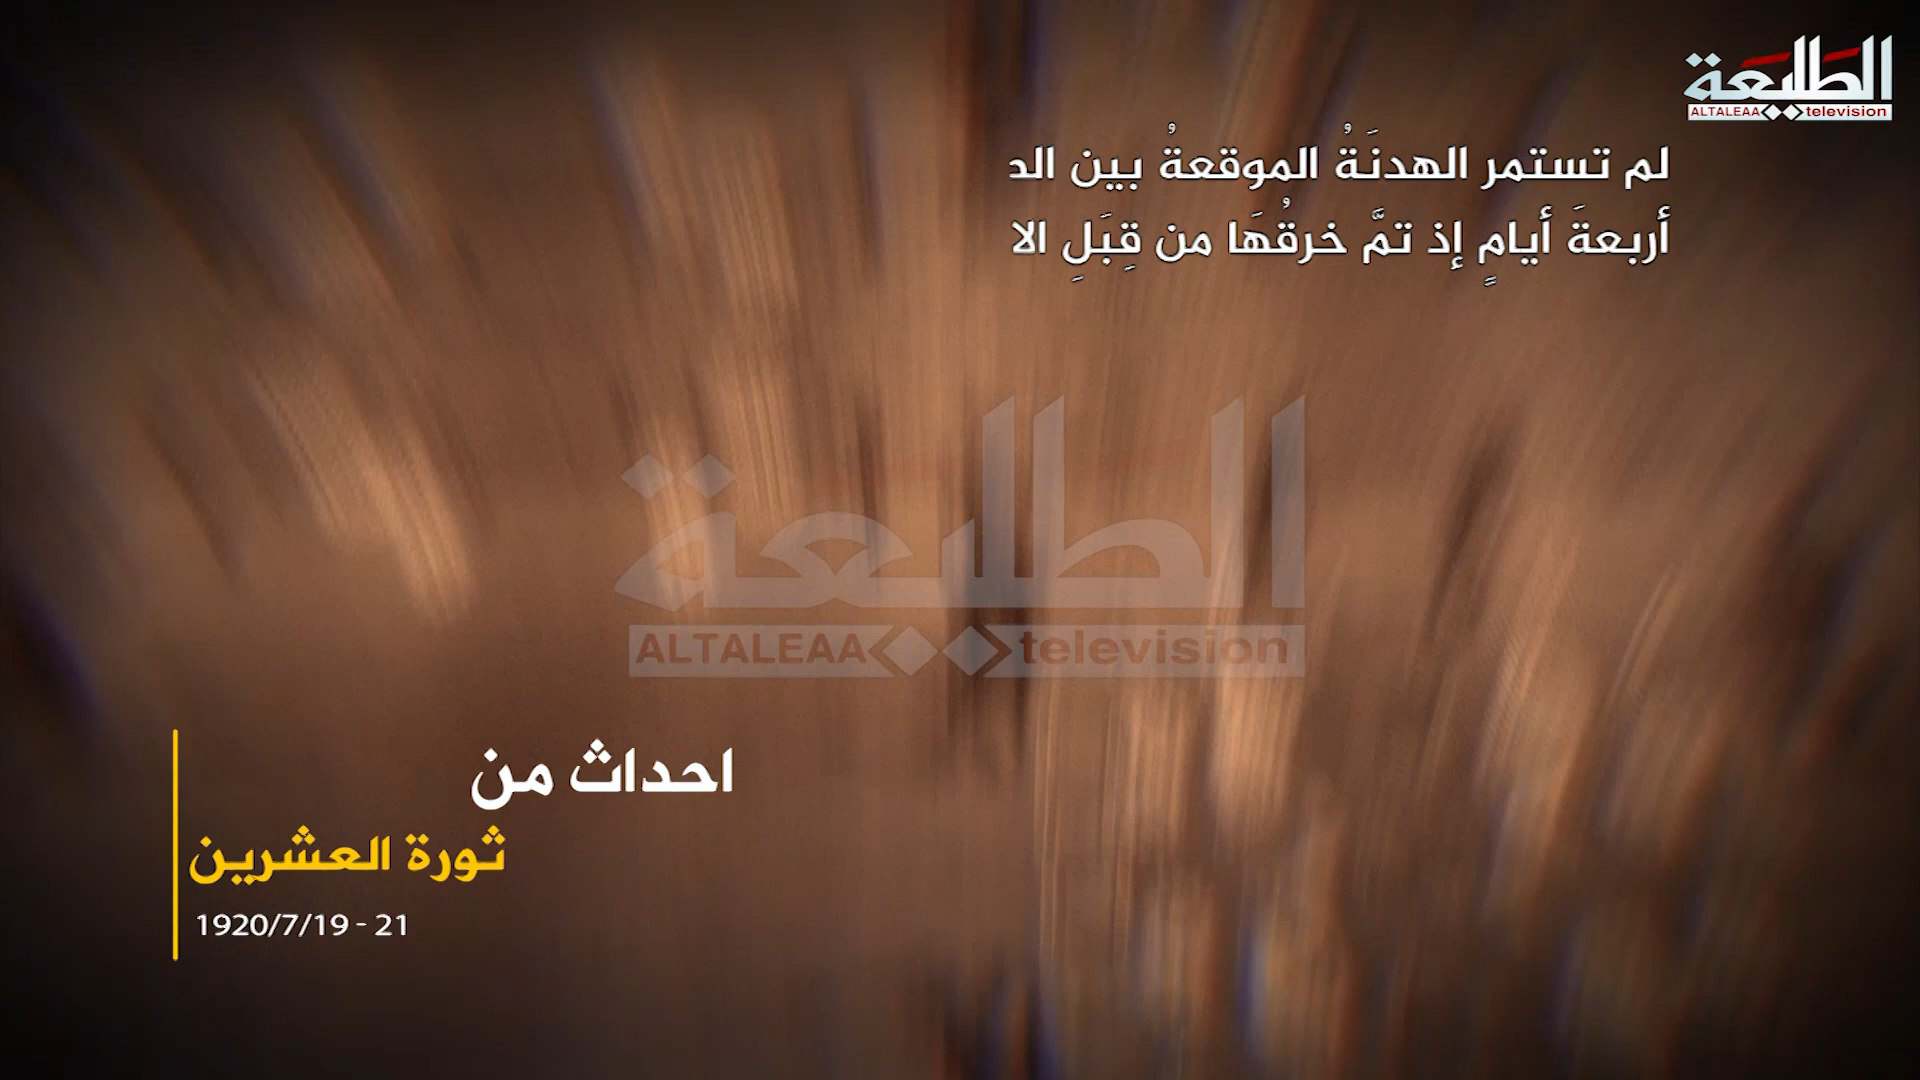 الطليعة
ALTALEAA television
لم تستمر الهدنَةُ الموقعةُ بين الد
أربعةَ أيامٍ إذ تمَّ خرقُهَا من قِبَلِ الا
الطليعة
ALTALEAA television
احداث من
ثورة العشرين
1920/7/19 - 21